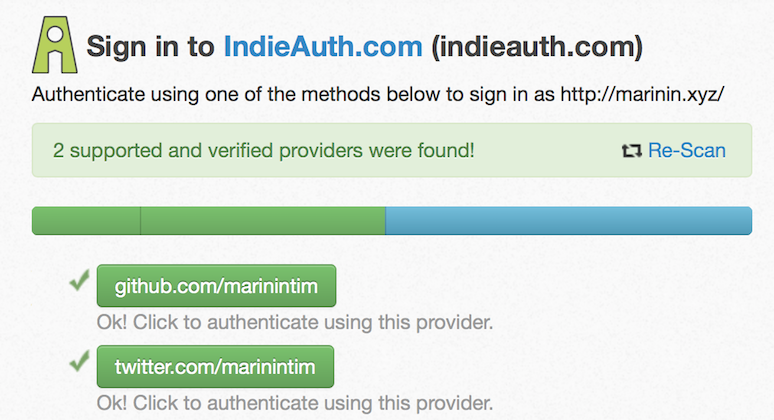 Sign in to IndieAuth.com (indieauth.com)
Authenticate using one of the methods below to sign in as http://marinin.xyz/
2 supported and verified providers were found! Re-Scan
github.com/marinintim
Ok! Click to authenticate using this provider.
twitter.com/marinintim
Ok! Click to authenticate using this provider.